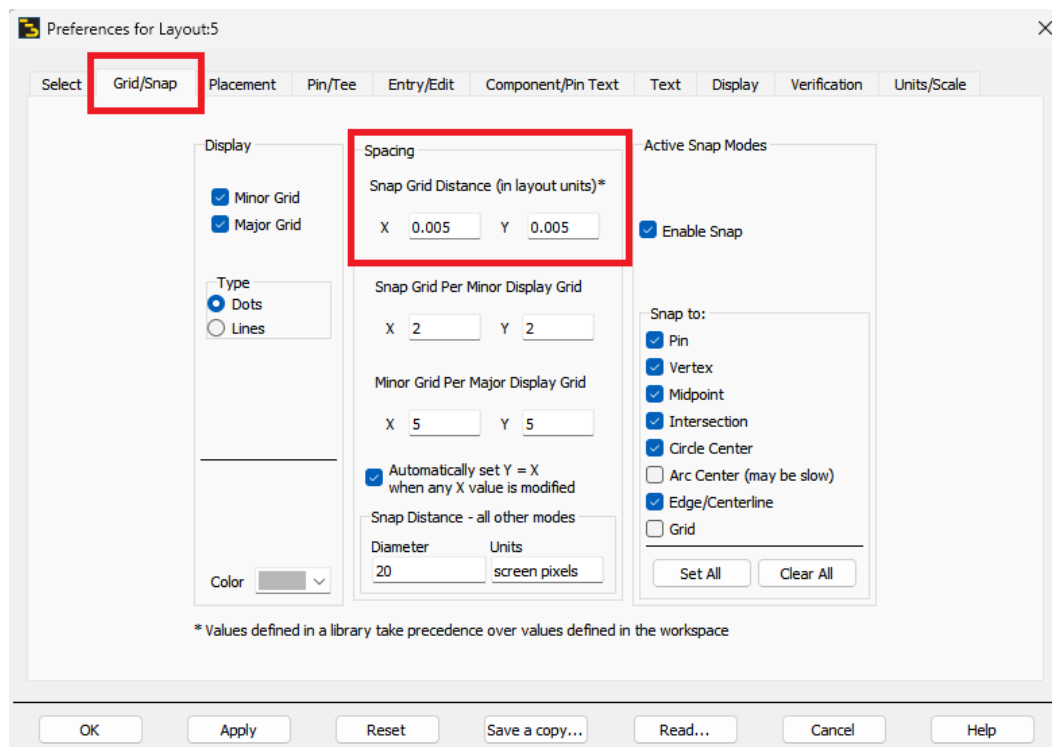 Preferences for Layout:5
Select Grid/Snap Placement Pin/Tee Entry/Edit Component/Pin Text Text Display Verification Units/Scale
Display
Minor Grid
Major Grid
Type
Dots
Lines
Color
Spacing
Snap Grid Distance (in layout units)*
X 0.005 Y 0.005
Snap Grid Per Minor Display Grid
X 2 Y 2
Minor Grid Per Major Display Grid
X 5 Y 5
Automatically set Y = X
when any X value is modified
Snap Distance - all other modes
Diameter Units
20 screen pixels
Active Snap Modes
Enable Snap
Snap to:
Pin
Vertex
Midpoint
Intersection
Circle Center
Arc Center (may be slow)
Edge/Centerline
Grid
Set All Clear All
* Values defined in a library take precedence over values defined in the workspace
OK Apply Reset Save a copy... Read... Cancel Help